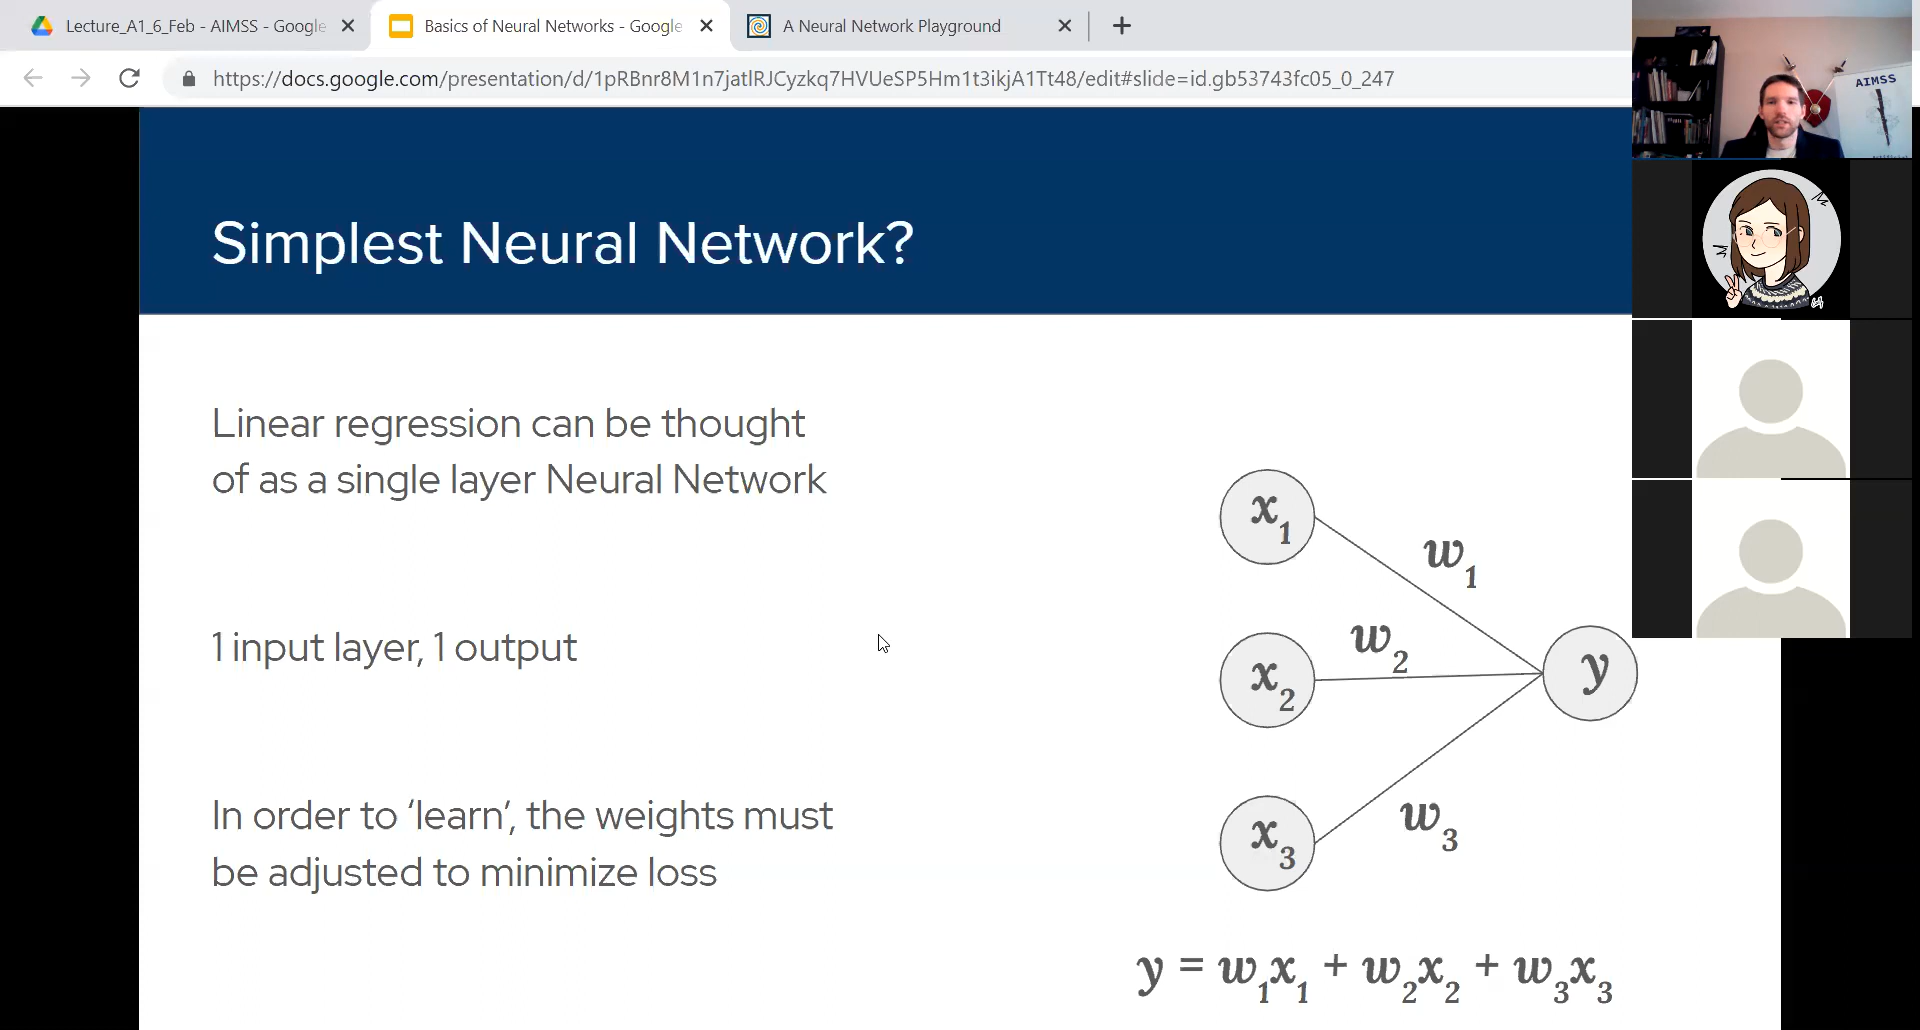 Lecture_A1_6_Feb - AIMSS - Google
Basics of Neural Networks - Google
A Neural Network Playground
https://docs.google.com/presentation/d/1pRBnr8M1n7jatlRJCyzkq7HVUeSP5Hm1t3ikjA1Tt48/edit#slide=id.gb53743fc05_0_247
AIMSS
Simplest Neural Network?
Linear regression can be thought
of as a single layer Neural Network
1 input layer, 1 output
In order to ‘learn’, the weights must
be adjusted to minimize loss
x1
w1
w2
x2
y
x3
w3
y = w1x1 + w2x2 + w3x3